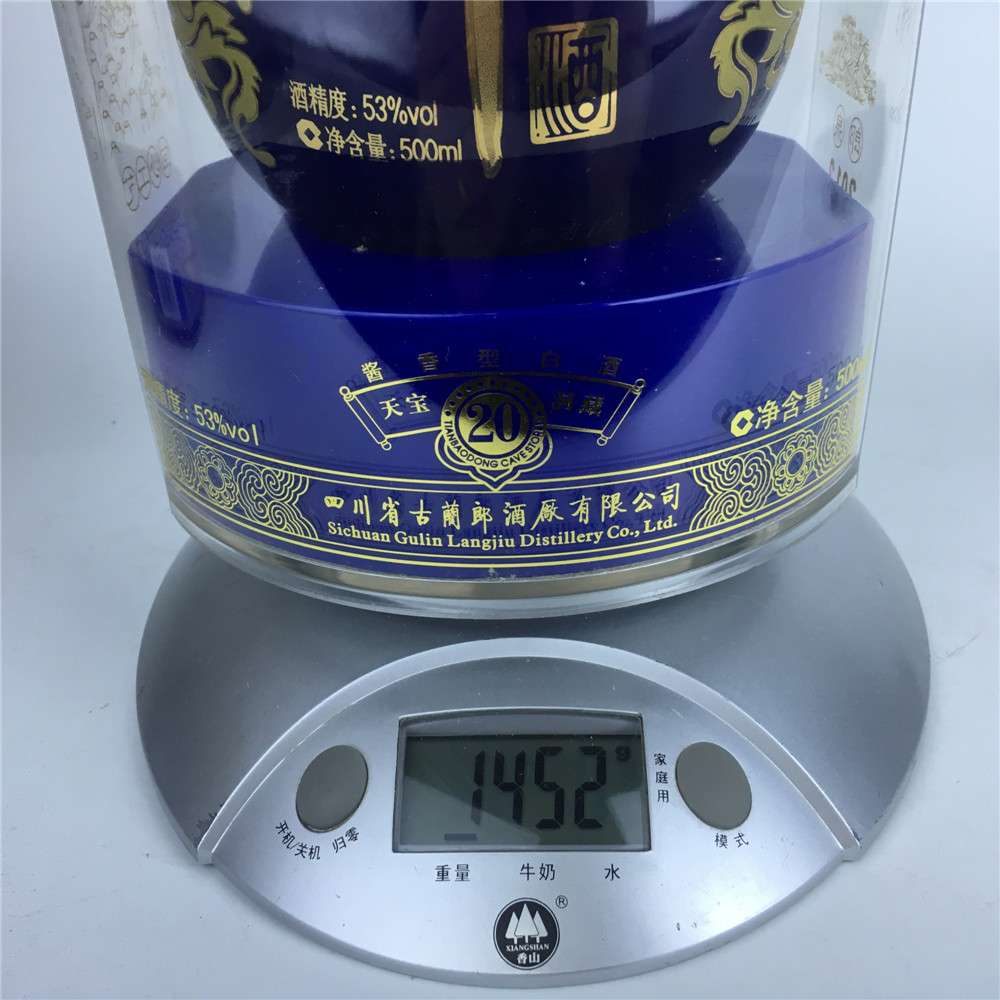 酒精度：53%vol
净含量：500ml
酱香型白酒
天宝洞藏
20
TIANBAODONG CAVE STORE
精度：53%vol
净含量：500m
四川省古蘭郎酒廠有限公司
Sichuan Gulin Langjiu Distillery Co., Ltd.
1452g
家庭用
开机/关机 归零
模式
重量 牛奶 水
XIANGSHAN
香山
®